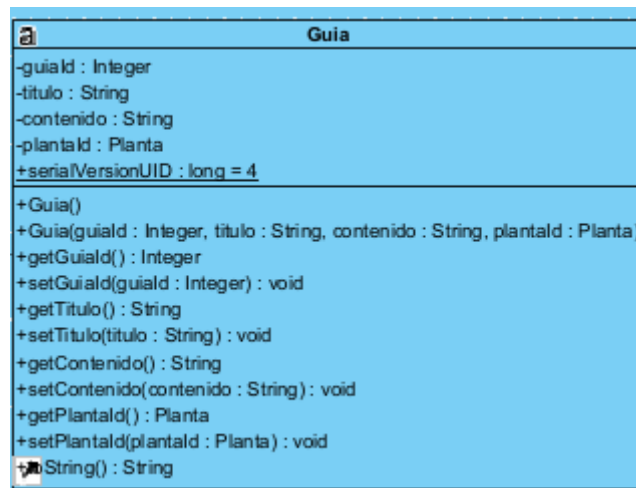 a Guia
-guiaId : Integer
-titulo : String
-contenido : String
-plantaId : Planta
+serialVersionUID : long = 4
+Guia()
+Guia(guiaId : Integer, titulo : String, contenido : String, plantaId : Planta)
+getGuiaId() : Integer
+setGuiaId(guiaId : Integer) : void
+getTitulo() : String
+setTitulo(titulo : String) : void
+getContenido() : String
+setContenido(contenido : String) : void
+getPlantaId() : Planta
+setPlantaId(plantaId : Planta) : void
String() : String